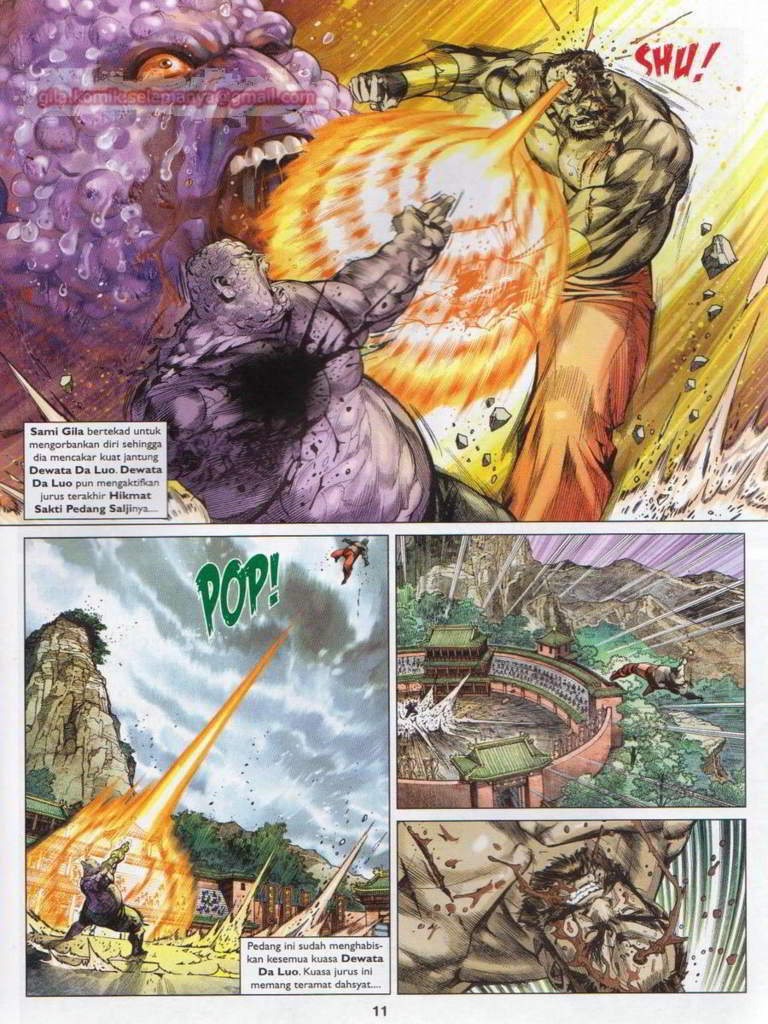 SHU!
gila.komik.selepianya@gmail.com
Sami Gila bertekad untuk
mengorbankan diri sehingga
dia mencakar kuat jantung
Dewata Da Luo. Dewata
Da Luo pun mengaktifkan
jurus terakhir Hikmat
Sakti Pedang Saljinya....
POP!
Pedang ini sudah menghabis-
kan kesemua kuasa Dewata
Da Luo. Kuasa jurus ini
memang teramat dahsyat....
11